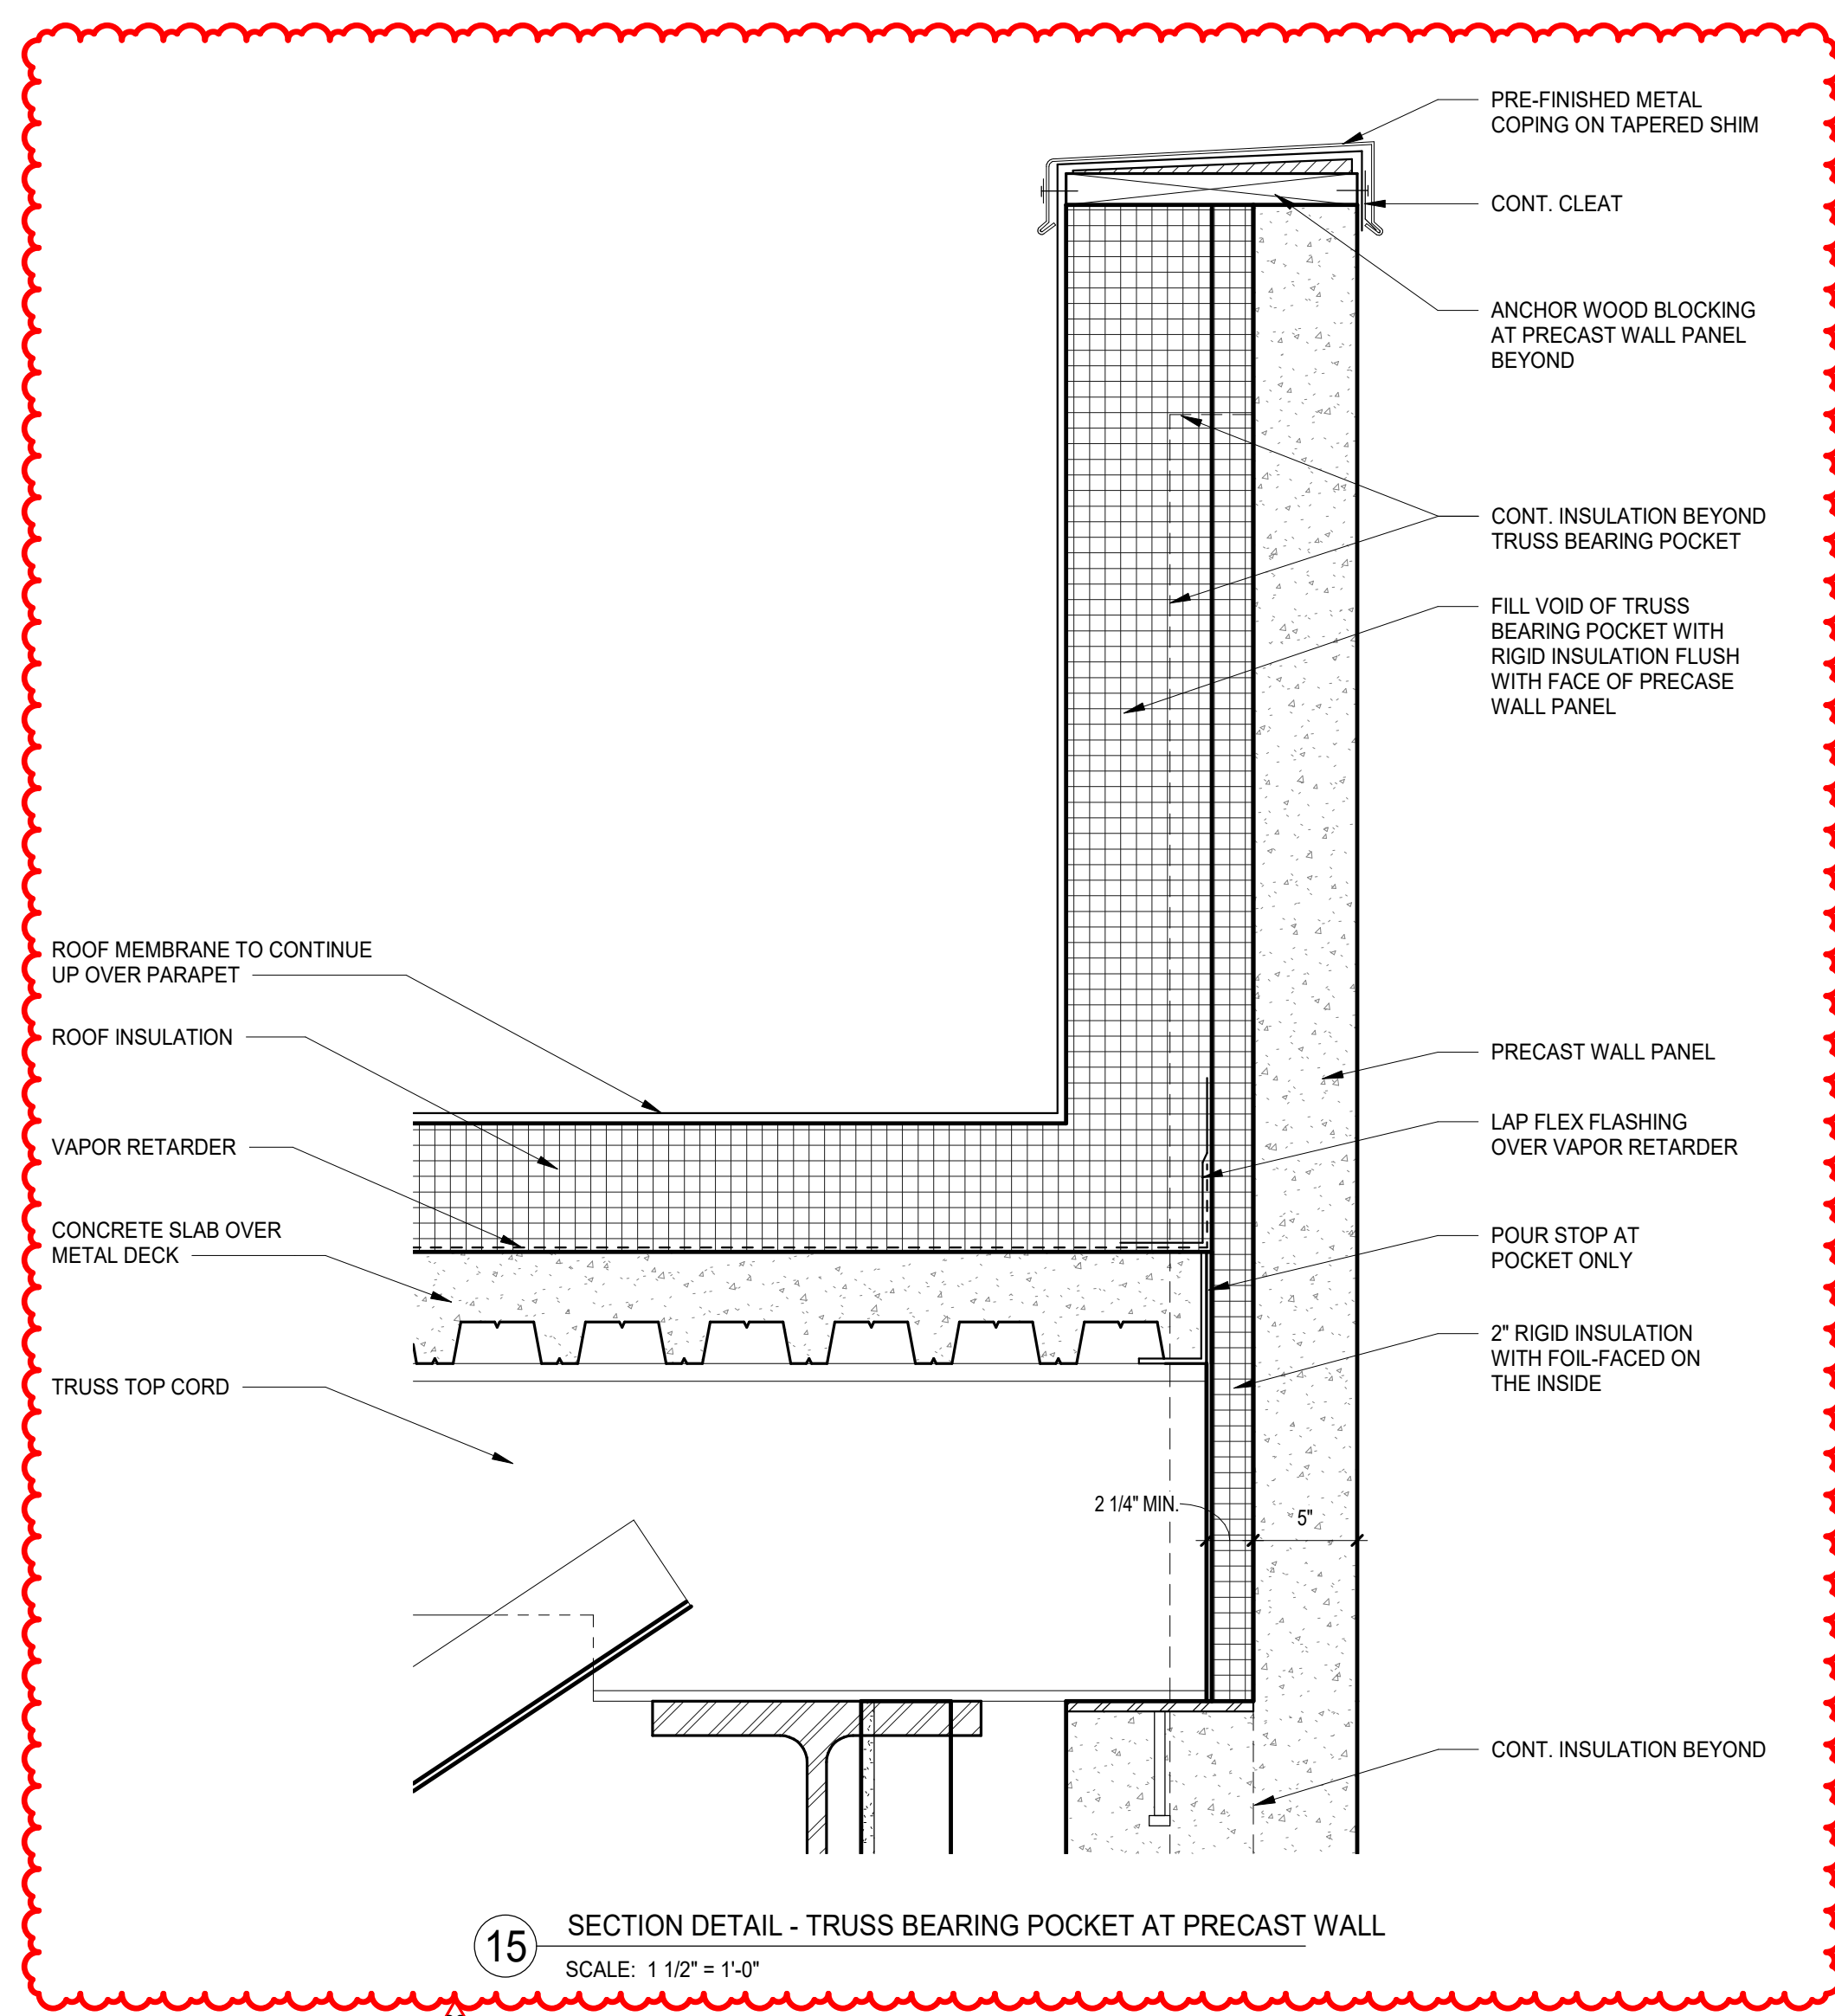 PRE-FINISHED METAL
COPING ON TAPERED SHIM
CONT. CLEAT
ANCHOR WOOD BLOCKING
AT PRECAST WALL PANEL
BEYOND
CONT. INSULATION BEYOND
TRUSS BEARING POCKET
FILL VOID OF TRUSS
BEARING POCKET WITH
RIGID INSULATION FLUSH
WITH FACE OF PRECASE
WALL PANEL
ROOF MEMBRANE TO CONTINUE
UP OVER PARAPET
ROOF INSULATION
VAPOR RETARDER
CONCRETE SLAB OVER
METAL DECK
TRUSS TOP CORD
PRECAST WALL PANEL
LAP FLEX FLASHING
OVER VAPOR RETARDER
POUR STOP AT
POCKET ONLY
2" RIGID INSULATION
WITH FOIL-FACED ON
THE INSIDE
2 1/4" MIN.
5"
CONT. INSULATION BEYOND
15
SECTION DETAIL - TRUSS BEARING POCKET AT PRECAST WALL
SCALE: 1 1/2" = 1'-0"